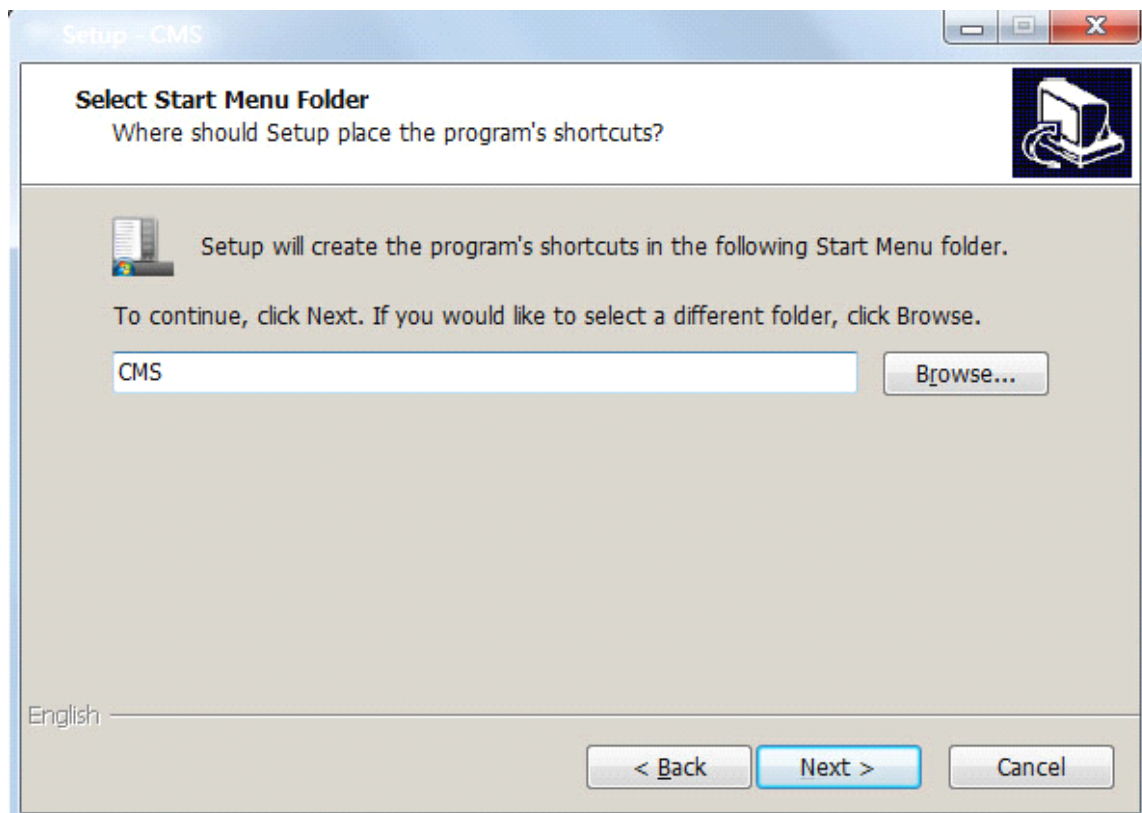 Setup - CMS
Select Start Menu Folder
Where should Setup place the program's shortcuts?
Setup will create the program's shortcuts in the following Start Menu folder.
To continue, click Next. If you would like to select a different folder, click Browse.
CMS
Browse...
English
< Back
Next >
Cancel